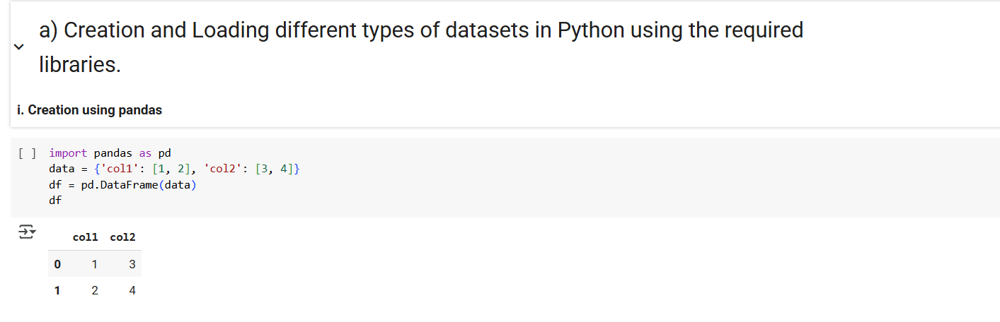 a) Creation and Loading different types of datasets in Python using the required
libraries.
i. Creation using pandas
[ ] import pandas as pd
data = {'col1': [1, 2], 'col2': [3, 4]}
df = pd.DataFrame(data)
df
col1 col2
0 1 3
1 2 4